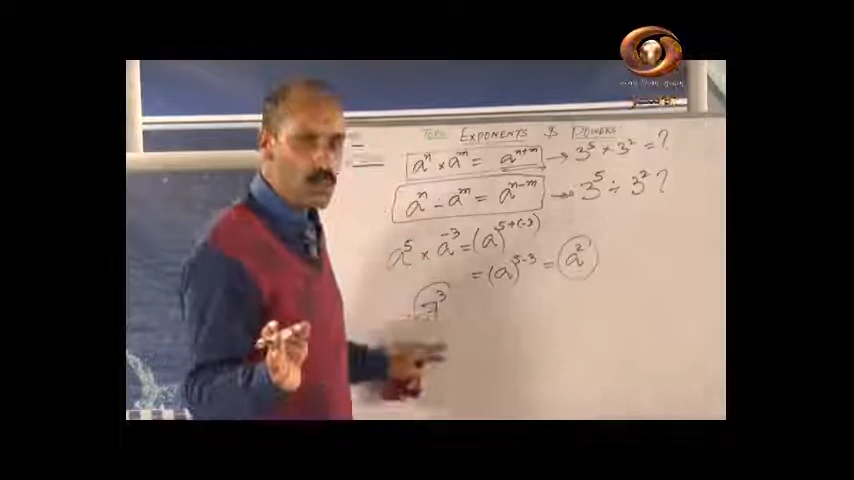 TOPIC EXPONENTS & POWERS
aⁿ × aᵐ = aⁿ⁺ᵐ → 3⁵ × 3² = ?
aⁿ ÷ aᵐ = aⁿ⁻ᵐ → 3⁵ ÷ 3² ?
a⁵ × a⁻³ = (a)⁵⁺⁽⁻³⁾
= (a)⁵⁻³ = a²